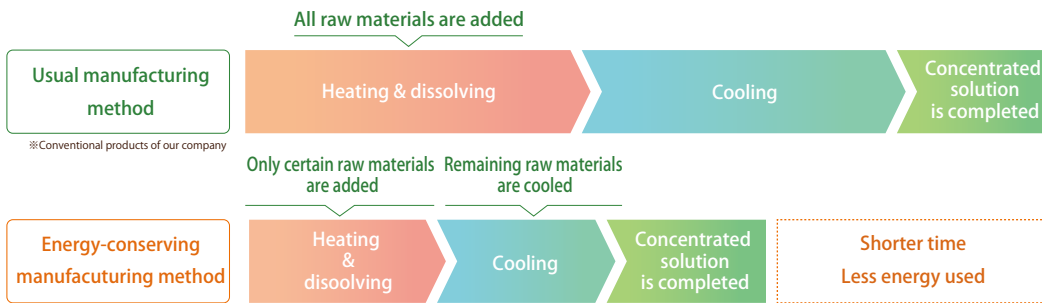 All raw materials are added
Usual manufacturing
method
Heating & dissolving
Cooling
Concentrated
solution
is completed
※Conventional products of our company
Only certain raw materials
are added
Remaining raw materials
are cooled
Energy-conserving
manufacuturing method
Heating
&
disoolving
Cooling
Concentrated
solution
is completed
Shorter time
Less energy used